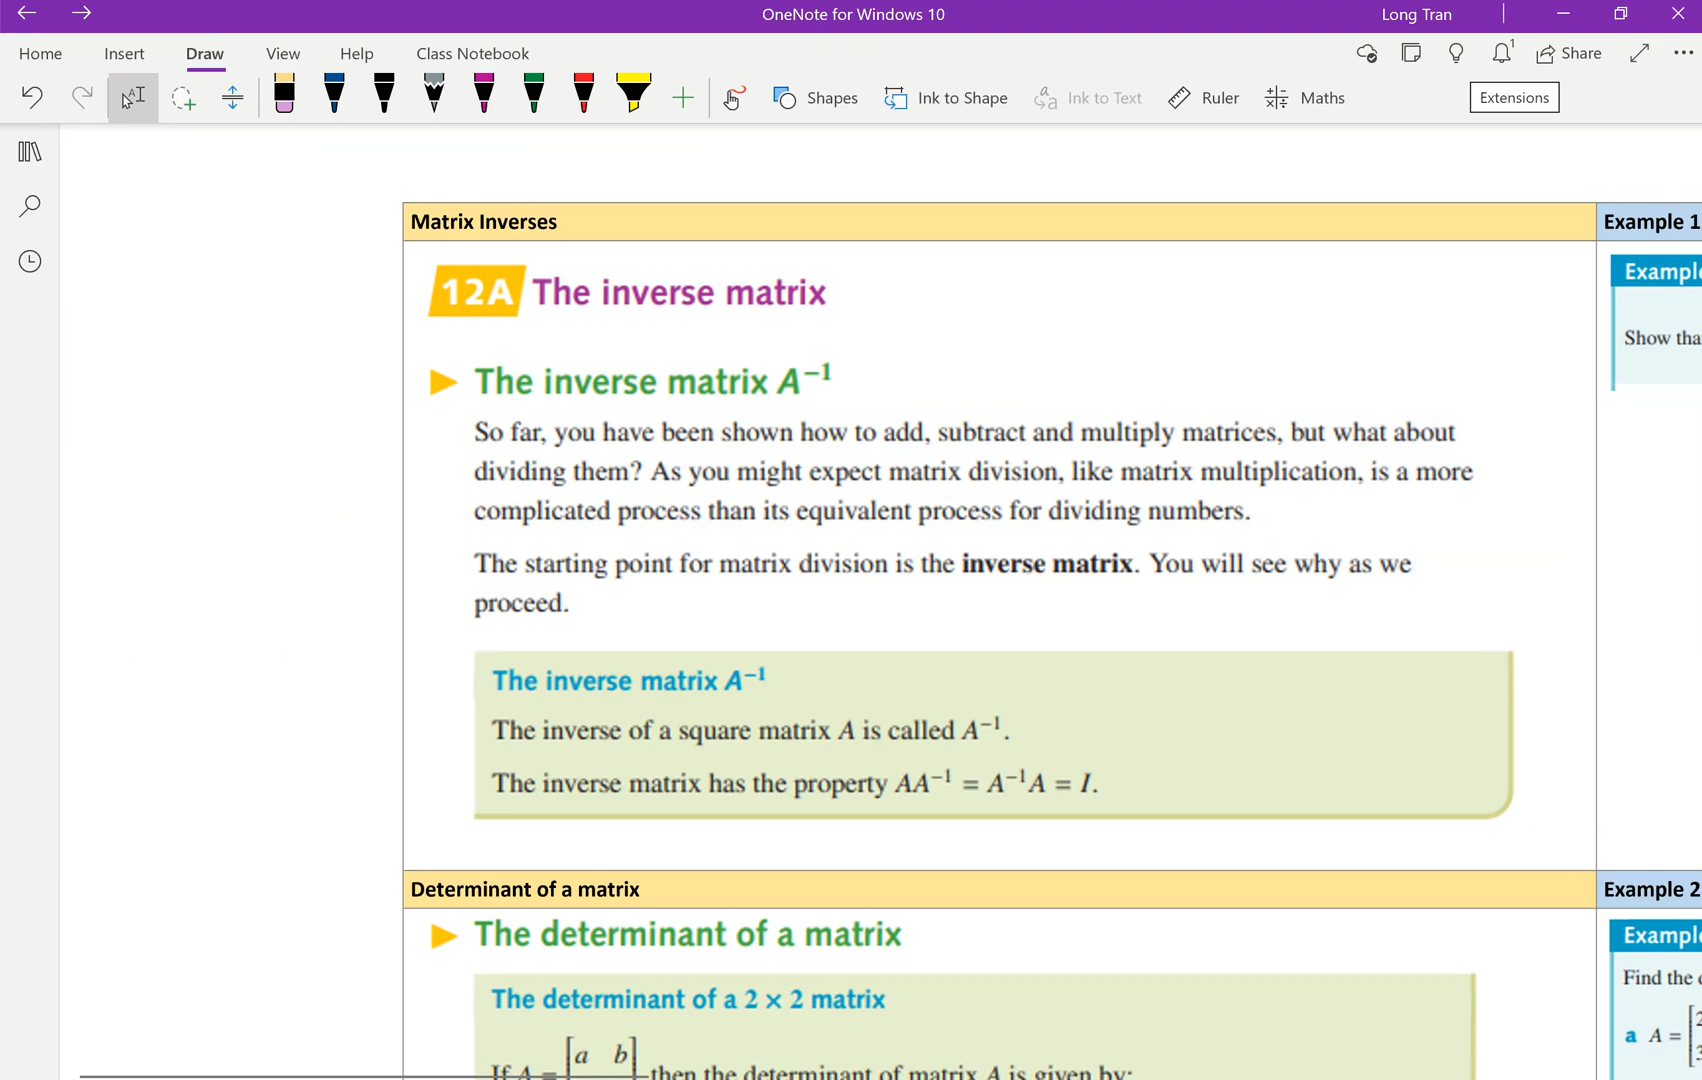 OneNote for Windows 10
Long Tran
Home Insert Draw View Help Class Notebook
Share
Shapes Ink to Shape Ink to Text Ruler Maths
Extensions
Matrix Inverses
Example 1
12A The inverse matrix
The inverse matrix A⁻¹
So far, you have been shown how to add, subtract and multiply matrices, but what about
dividing them? As you might expect matrix division, like matrix multiplication, is a more
complicated process than its equivalent process for dividing numbers.
The starting point for matrix division is the inverse matrix. You will see why as we
proceed.
The inverse matrix A⁻¹
The inverse of a square matrix A is called A⁻¹.
The inverse matrix has the property AA⁻¹ = A⁻¹A = I.
Show
Determinant of a matrix
Example 2
The determinant of a matrix
The determinant of a 2 × 2 matrix
a b
If A = then the determinant of matrix A is given by:
Find the
a A =